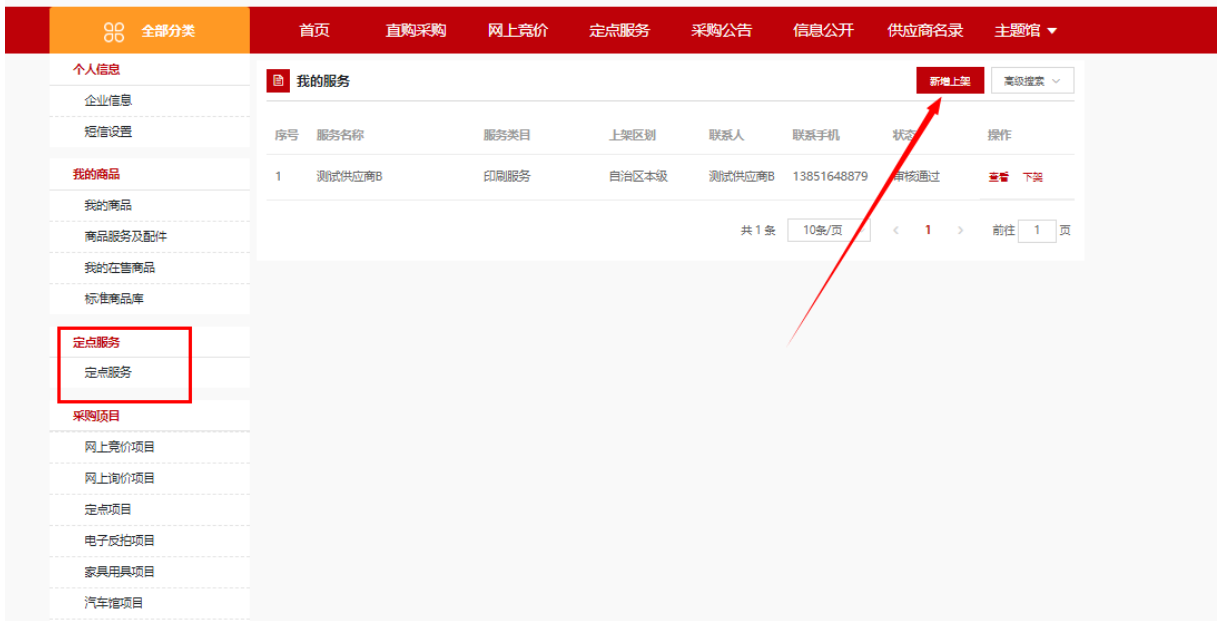 全部分类 首页 直购采购 网上竞价 定点服务 采购公告 信息公开 供应商名录 主题馆
个人信息
企业信息
短信设置
我的商品
我的商品
商品服务及配件
我的在售商品
标准商品库
定点服务
定点服务
采购项目
网上竞价项目
网上询价项目
定点项目
电子反拍项目
家具用具项目
汽车馆项目
我的服务 新增上架 高级搜索
序号 服务名称 服务类目 上架区划 联系人 联系手机 状态 操作
1 测试供应商B 印刷服务 自治区本级 测试供应商B 13851648879 审核通过 查看 下架
共 1 条 10条/页 < 1 > 前往 1 页